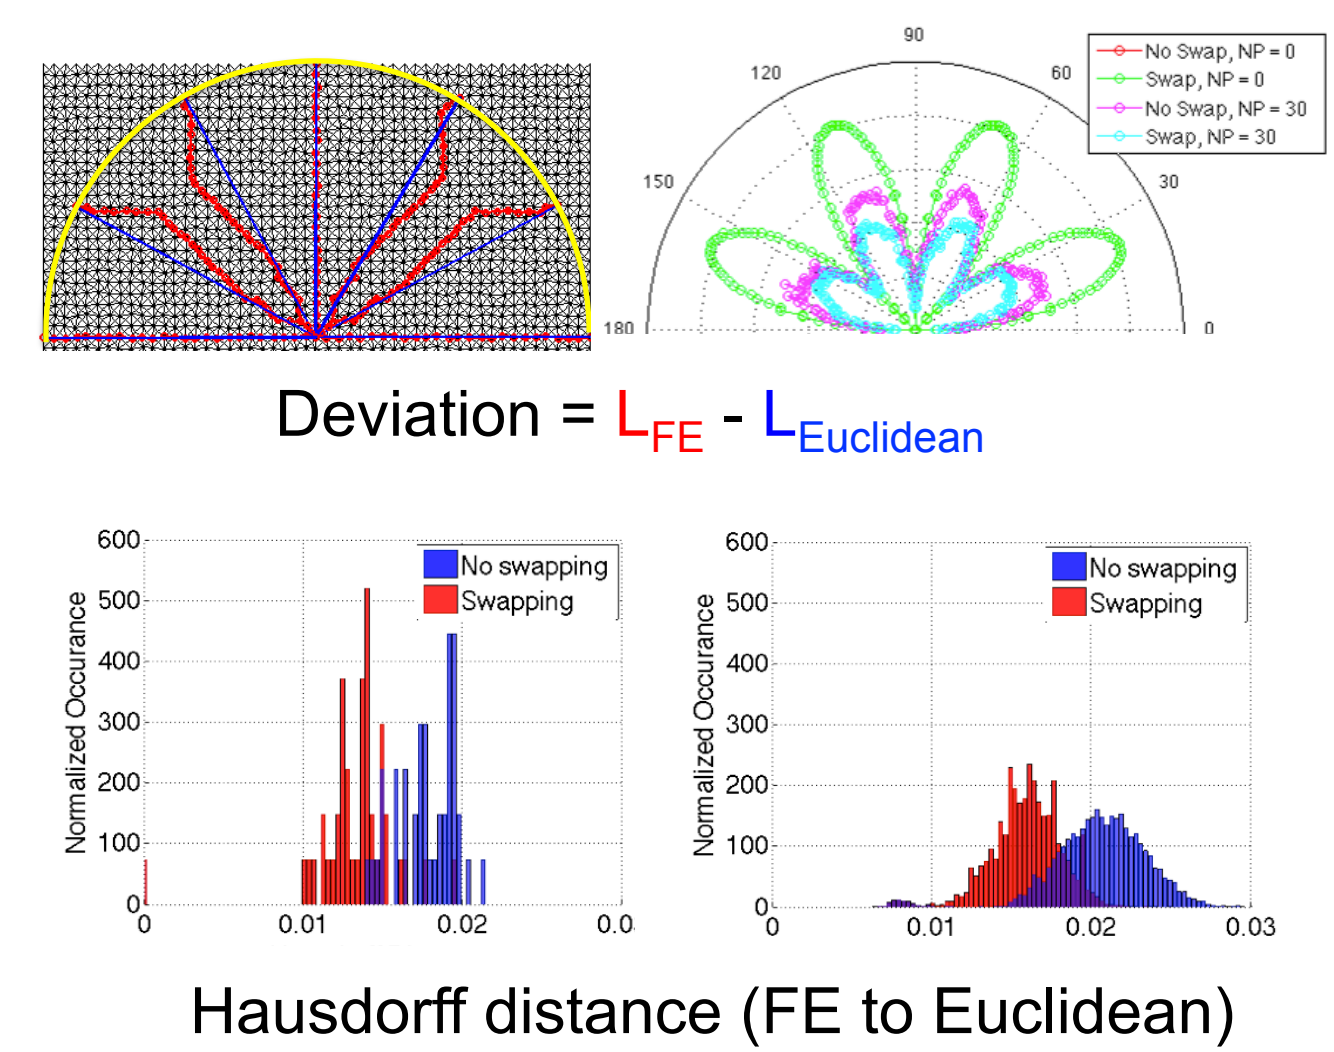 90
120
60
150
30
180
0
No Swap, NP = 0
Swap, NP = 0
No Swap, NP = 30
Swap, NP = 30
Deviation = LFE - LEuclidean
600
500
400
300
200
100
0
Normalized Occurance
No swapping
Swapping
0
0.01
0.02
0.0
600
500
400
300
200
100
0
Normalized Occurance
No swapping
Swapping
0
0.01
0.02
0.03
Hausdorff distance (FE to Euclidean)